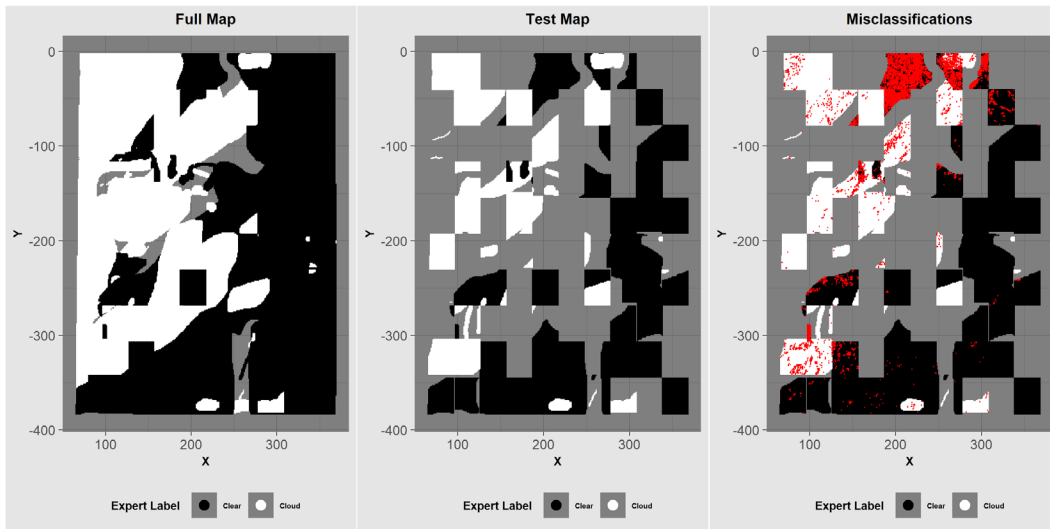 Full Map
Test Map
Misclassifications
0
-100
-200
-300
-400
Y
100
200
300
X
0
-100
-200
-300
-400
Y
100
200
300
X
0
-100
-200
-300
-400
Y
100
200
300
X
Expert Label Clear Cloud
Expert Label Clear Cloud
Expert Label Clear Cloud